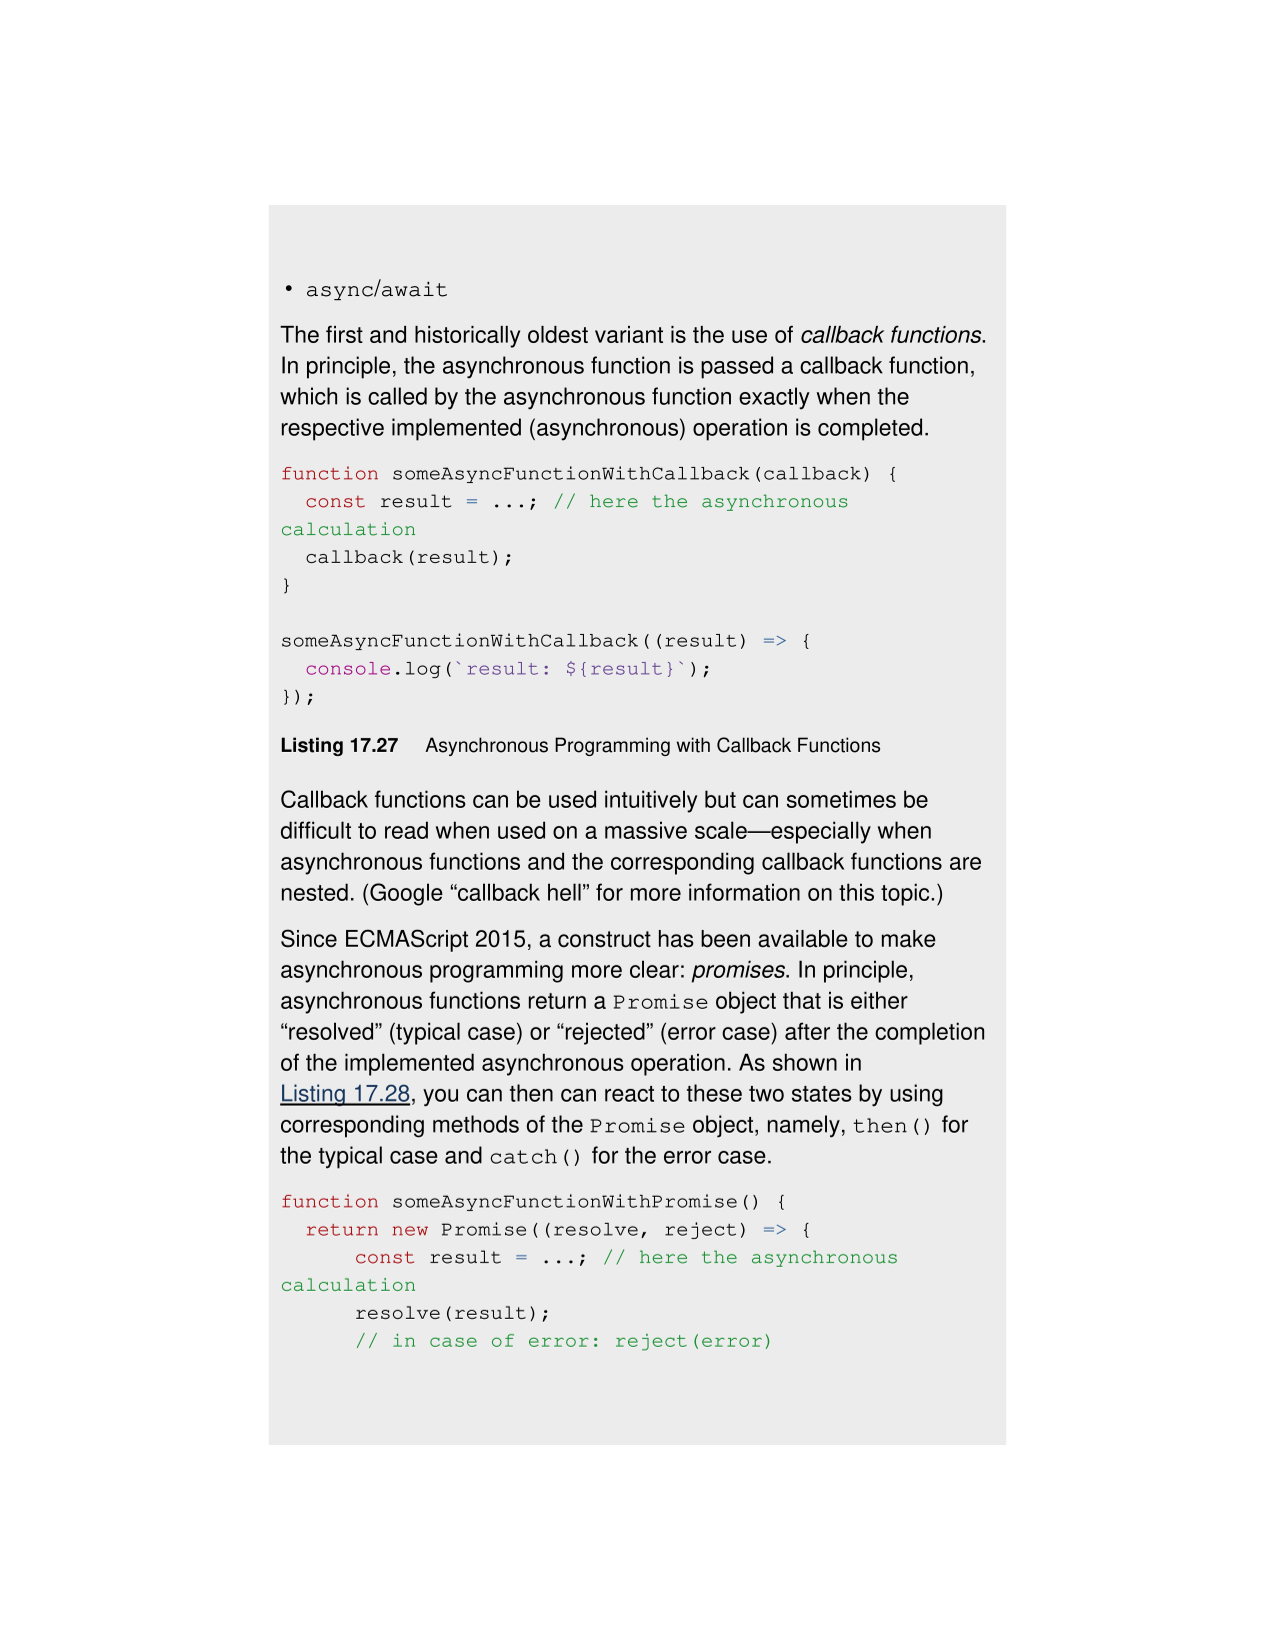 • async/await
The first and historically oldest variant is the use of callback functions.
In principle, the asynchronous function is passed a callback function,
which is called by the asynchronous function exactly when the
respective implemented (asynchronous) operation is completed.
function someAsyncFunctionWithCallback(callback) {
  const result = ...; // here the asynchronous
calculation
  callback(result);
}
someAsyncFunctionWithCallback((result) => {
  console.log(`result: ${result}`);
});
Listing 17.27 Asynchronous Programming with Callback Functions
Callback functions can be used intuitively but can sometimes be
difficult to read when used on a massive scale—especially when
asynchronous functions and the corresponding callback functions are
nested. (Google “callback hell” for more information on this topic.)
Since ECMAScript 2015, a construct has been available to make
asynchronous programming more clear: promises. In principle,
asynchronous functions return a Promise object that is either
“resolved” (typical case) or “rejected” (error case) after the completion
of the implemented asynchronous operation. As shown in
Listing 17.28, you can then can react to these two states by using
corresponding methods of the Promise object, namely, then() for
the typical case and catch() for the error case.
function someAsyncFunctionWithPromise() {
  return new Promise((resolve, reject) => {
      const result = ...; // here the asynchronous
calculation
      resolve(result);
      // in case of error: reject(error)